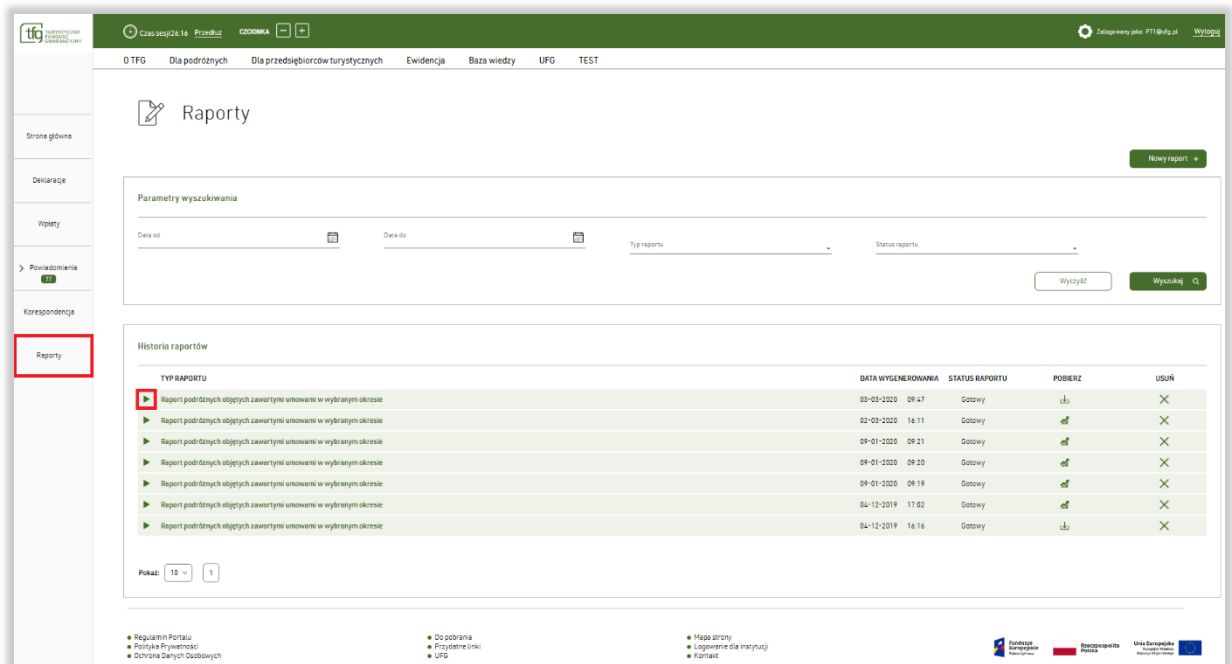 tfg TURYSTYCZNY FUNDUSZ GWARANCYJNY
Czas sesji 26:16 Przedłuż CZCIONKA − +
Zalogowany jako: PT1@ufg.pl Wyloguj
O TFG Dla podróżnych Dla przedsiębiorców turystycznych Ewidencja Baza wiedzy UFG TEST
Strona główna
Deklaracje
Wpłaty
Powiadomienia
77
Korespondencja
Raporty
Raporty
Nowy raport +
Parametry wyszukiwania
Data od
Data do
Typ raportu
Status raportu
Wyczyść
Wyszukaj
Historia raportów
TYP RAPORTU DATA WYGENEROWANIA STATUS RAPORTU POBIERZ USUŃ
Raport podróżnych objętych zawartymi umowami w wybranym okresie 03-03-2020 09:47 Gotowy
Raport podróżnych objętych zawartymi umowami w wybranym okresie 02-03-2020 16:11 Gotowy
Raport podróżnych objętych zawartymi umowami w wybranym okresie 09-01-2020 09:21 Gotowy
Raport podróżnych objętych zawartymi umowami w wybranym okresie 09-01-2020 09:20 Gotowy
Raport podróżnych objętych zawartymi umowami w wybranym okresie 09-01-2020 09:19 Gotowy
Raport podróżnych objętych zawartymi umowami w wybranym okresie 04-12-2019 17:02 Gotowy
Raport podróżnych objętych zawartymi umowami w wybranym okresie 04-12-2019 16:16 Gotowy
Pokaż: 10 1
Regulamin Portalu
Polityka Prywatności
Ochrona Danych Osobowych
Do pobrania
Przydatne linki
UFG
Mapa strony
Logowanie dla instytucji
Kontakt
Fundusze
Europejskie
Polska Cyfrowa
Rzeczpospolita
Polska
Unia Europejska